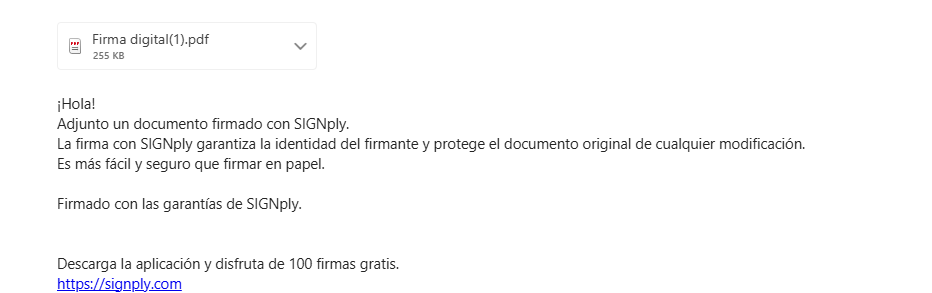 Firma digital(1).pdf
255 KB
¡Hola!
Adjunto un documento firmado con SIGNply.
La firma con SIGNply garantiza la identidad del firmante y protege el documento original de cualquier modificación.
Es más fácil y seguro que firmar en papel.
Firmado con las garantías de SIGNply.
Descarga la aplicación y disfruta de 100 firmas gratis.
https://signply.com